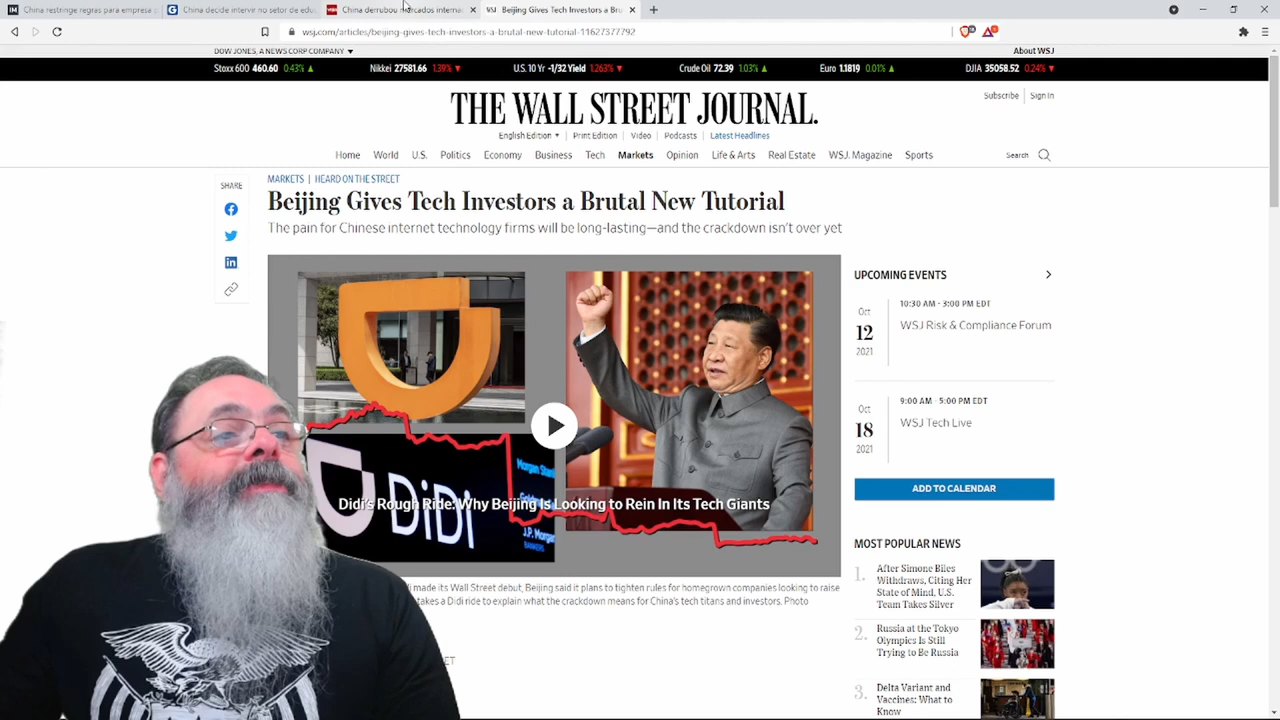 China restringe regras para empresa s
China decide intervir no setor de edu
China derrubou mercados internac
WSJ Beijing Gives Tech Investors a Bru
wsj.com/articles/beijing-gives-tech-investors-a-brutal-new-tutorial-11627377792
DOW JONES, A NEWS CORP COMPANY
About WSJ
Stoxx 600 460.60 0.43% ▲
Nikkei 27581.66 1.39% ▼
U.S. 10 Yr -1/32 Yield 1.263% ▼
Crude Oil 72.39 1.03% ▲
Euro 1.1819 0.01% ▲
DJIA 35058.52 0.24% ▼
THE WALL STREET JOURNAL.
Subscribe | Sign In
English Edition | Print Edition | Video | Podcasts | Latest Headlines
Home World U.S. Politics Economy Business Tech Markets Opinion Life & Arts Real Estate WSJ. Magazine Sports
Search
SHARE
MARKETS | HEARD ON THE STREET
Beijing Gives Tech Investors a Brutal New Tutorial
The pain for Chinese internet technology firms will be long-lasting—and the crackdown isn't over yet
Morgan Stanl
DiDi
J.P. Morgan
Didi's Rough Ride: Why Beijing Is Looking to Rein In Its Tech Giants
made its Wall Street debut, Beijing said it plans to tighten rules for homegrown companies looking to raise
takes a Didi ride to explain what the crackdown means for China's tech titans and investors. Photo
UPCOMING EVENTS
Oct
12
2021
10:30 AM - 3:00 PM EDT
WSJ Risk & Compliance Forum
Oct
18
2021
9:00 AM - 5:00 PM EDT
WSJ Tech Live
ADD TO CALENDAR
MOST POPULAR NEWS
1.
After Simone Biles
Withdraws, Citing Her
State of Mind, U.S.
Team Takes Silver
2.
Russia at the Tokyo
Olympics Is Still
Trying to Be Russia
3.
Delta Variant and
Vaccines: What to
Know